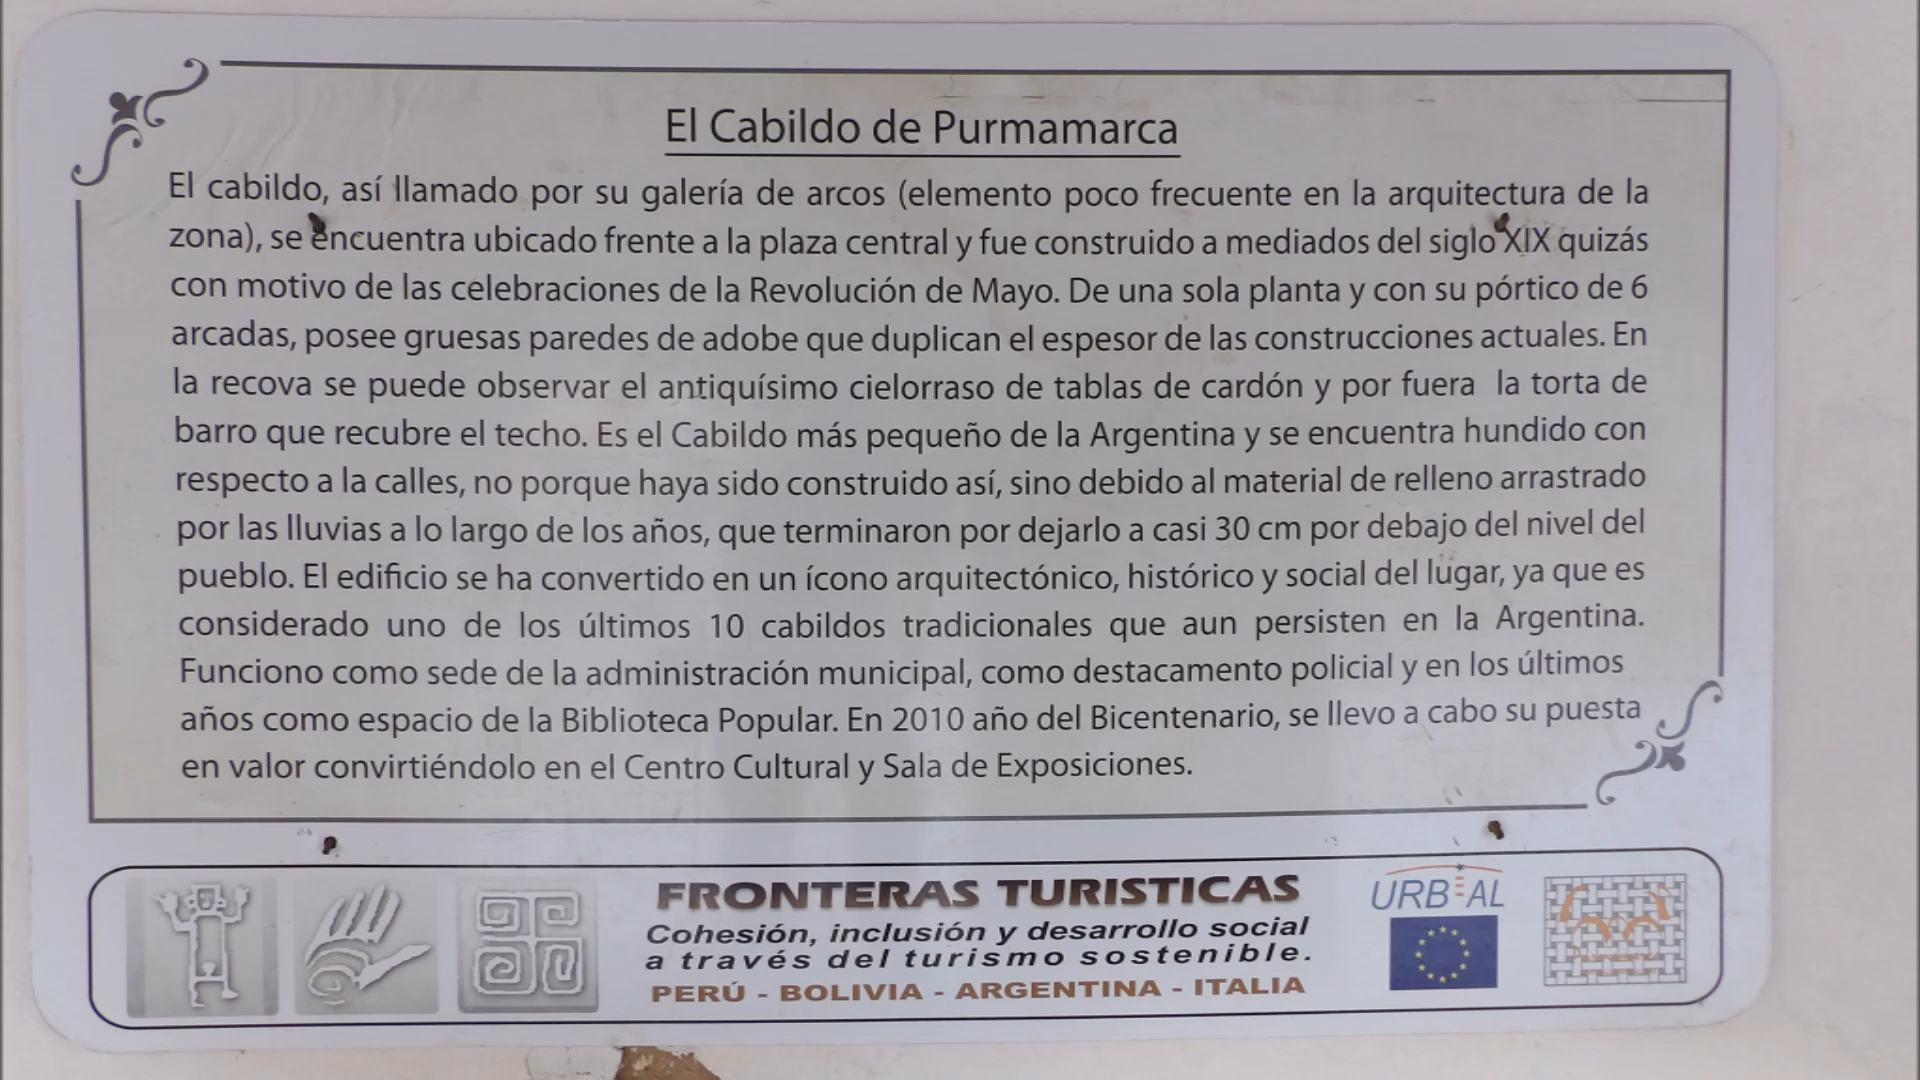 El Cabildo de Purmamarca
El cabildo, así llamado por su galería de arcos (elemento poco frecuente en la arquitectura de la
zona), se encuentra ubicado frente a la plaza central y fue construido a mediados del siglo XIX quizás
con motivo de las celebraciones de la Revolución de Mayo. De una sola planta y con su pórtico de 6
arcadas, posee gruesas paredes de adobe que duplican el espesor de las construcciones actuales. En
la recova se puede observar el antiquísimo cielorraso de tablas de cardón y por fuera la torta de
barro que recubre el techo. Es el Cabildo más pequeño de la Argentina y se encuentra hundido con
respecto a la calles, no porque haya sido construido así, sino debido al material de relleno arrastrado
por las lluvias a lo largo de los años, que terminaron por dejarlo a casi 30 cm por debajo del nivel del
pueblo. El edificio se ha convertido en un ícono arquitectónico, histórico y social del lugar, ya que es
considerado uno de los últimos 10 cabildos tradicionales que aun persisten en la Argentina.
Funciono como sede de la administración municipal, como destacamento policial y en los últimos
años como espacio de la Biblioteca Popular. En 2010 año del Bicentenario, se llevo a cabo su puesta
en valor convirtiéndolo en el Centro Cultural y Sala de Exposiciones.
FRONTERAS TURISTICAS
Cohesión, inclusión y desarrollo social
a través del turismo sostenible.
PERÚ - BOLIVIA - ARGENTINA - ITALIA
URB-AL